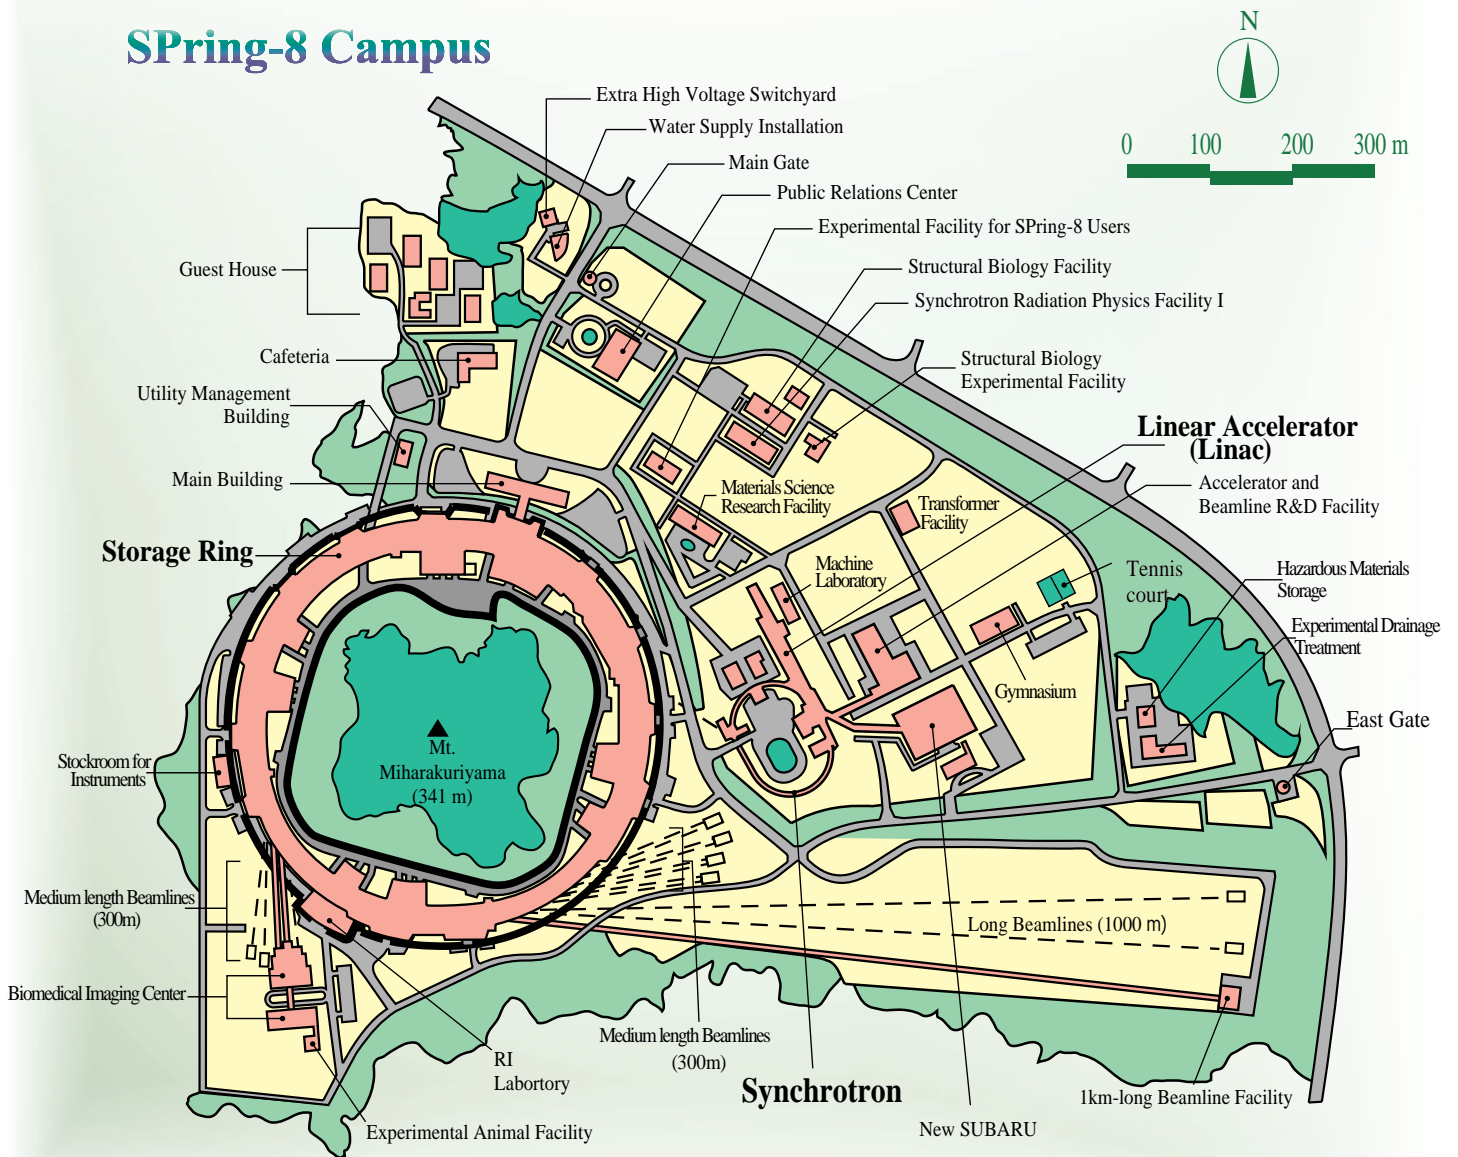 SPring-8 Campus
N
0 100 200 300 m
Extra High Voltage Switchyard
Water Supply Installation
Main Gate
Public Relations Center
Experimental Facility for SPring-8 Users
Structural Biology Facility
Synchrotron Radiation Physics Facility I
Structural Biology
Experimental Facility
Linear Accelerator
(Linac)
Accelerator and
Beamline R&D Facility
Guest House
Cafeteria
Utility Management
Building
Main Building
Storage Ring
Materials Science
Research Facility
Transformer
Facility
Machine
Laboratory
Tennis
court
Hazardous Materials
Storage
Experimental Drainage
Treatment
Gymnasium
East Gate
Mt.
Miharakuriyama
(341 m)
Stockroom for
Instruments
Medium length Beamlines
(300m)
Long Beamlines (1000 m)
Biomedical Imaging Center
Medium length Beamlines
(300m)
RI
Labortory
Synchrotron
1km-long Beamline Facility
Experimental Animal Facility
New SUBARU